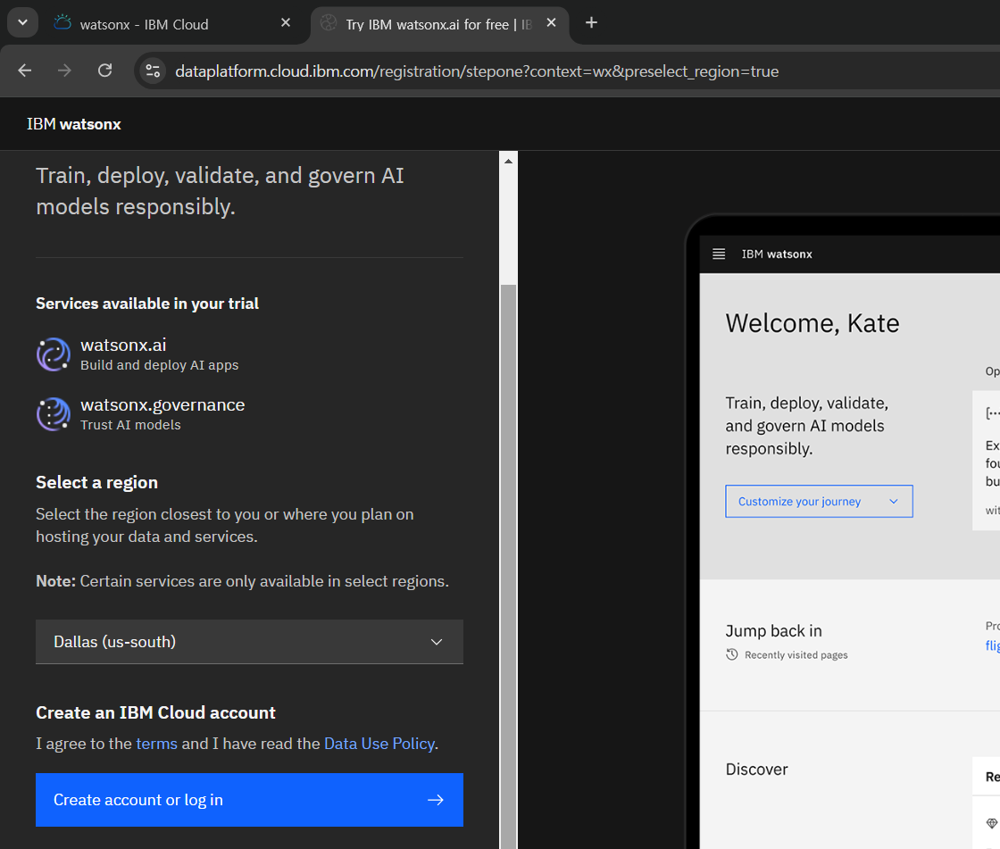 watsonx - IBM Cloud
Try IBM watsonx.ai for free | IB
dataplatform.cloud.ibm.com/registration/stepone?context=wx&preselect_region=true
IBM watsonx
Train, deploy, validate, and govern AI
models responsibly.
Services available in your trial
watsonx.ai
Build and deploy AI apps
watsonx.governance
Trust AI models
Select a region
Select the region closest to you or where you plan on
hosting your data and services.
Note: Certain services are only available in select regions.
Dallas (us-south)
Create an IBM Cloud account
I agree to the terms and I have read the Data Use Policy.
Create account or log in
IBM watsonx
Welcome, Kate
Train, deploy, validate,
and govern AI models
responsibly.
Customize your journey
Op
Ex
fou
bu
wit
Jump back in
Recently visited pages
Pro
flig
Discover
Re